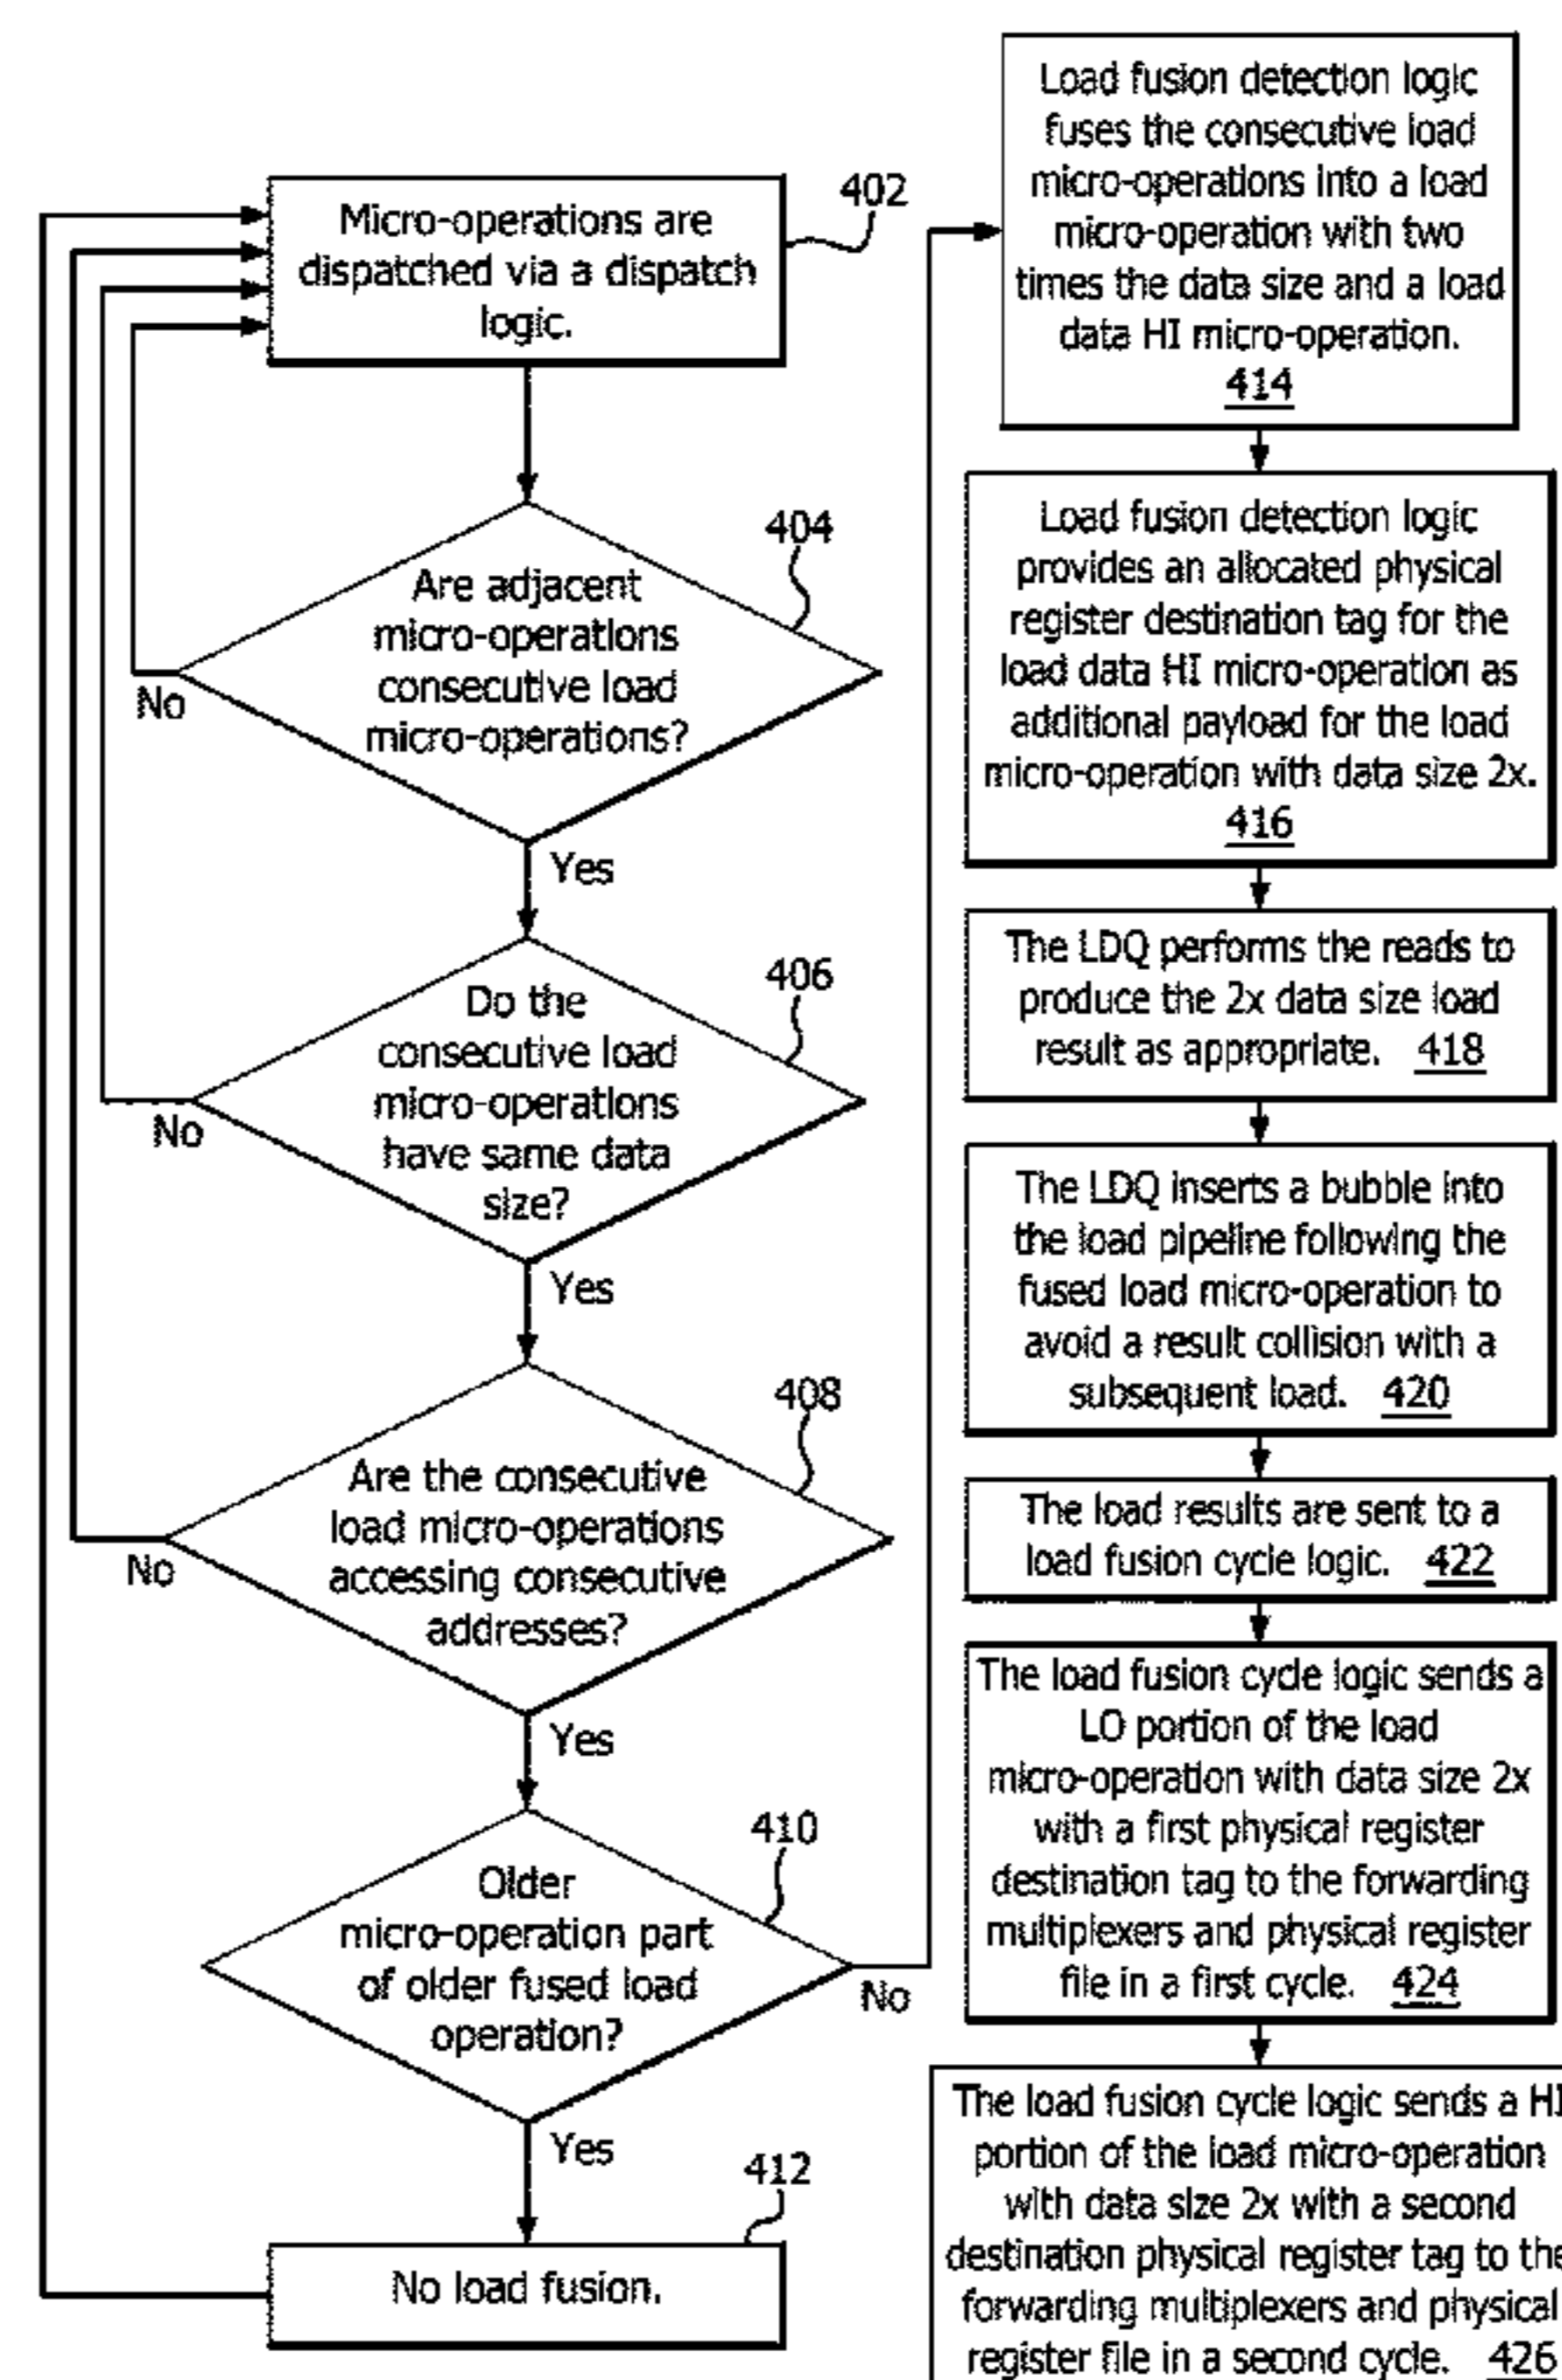 402
Micro-operations are
dispatched via a dispatch
logic.
404
Are adjacent
micro-operations
consecutive load
micro-operations?
No
Yes
406
Do the
consecutive load
micro-operations
have same data
size?
No
Yes
408
Are the consecutive
load micro-operations
accessing consecutive
addresses?
No
Yes
410
Older
micro-operation part
of older fused load
operation?
No
Yes
412
No load fusion.
Load fusion detection logic
fuses the consecutive load
micro-operations into a load
micro-operation with two
times the data size and a load
data HI micro-operation.
414
Load fusion detection logic
provides an allocated physical
register destination tag for the
load data HI micro-operation as
additional payload for the load
micro-operation with data size 2x.
416
The LDQ performs the reads to
produce the 2x data size load
result as appropriate. 418
The LDQ inserts a bubble into
the load pipeline following the
fused load micro-operation to
avoid a result collision with a
subsequent load. 420
The load results are sent to a
load fusion cycle logic. 422
The load fusion cycle logic sends a
LO portion of the load
micro-operation with data size 2x
with a first physical register
destination tag to the forwarding
multiplexers and physical register
file in a first cycle. 424
The load fusion cycle logic sends a HI
portion of the load micro-operation
with data size 2x with a second
destination physical register tag to the
forwarding multiplexers and physical
register file in a second cycle. 426